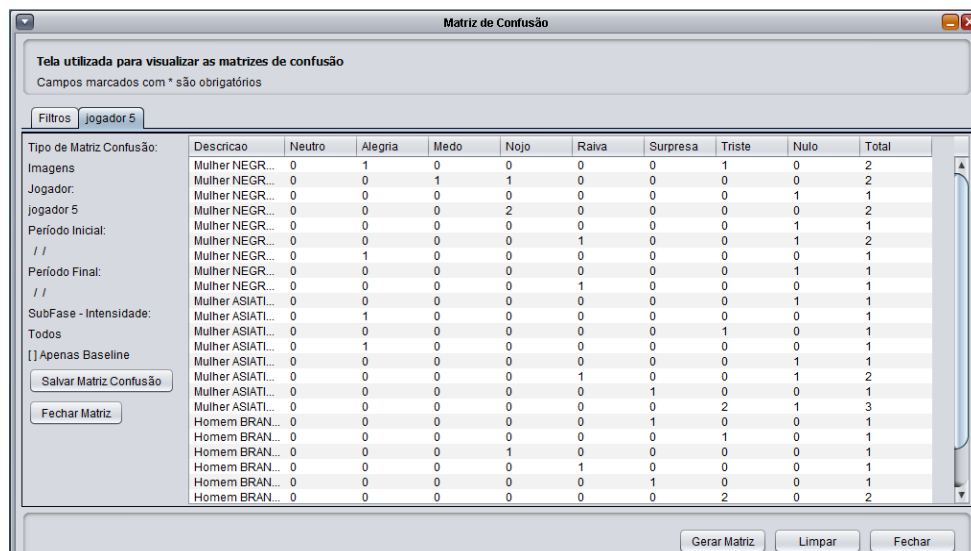 Matriz de Confusão
Tela utilizada para visualizar as matrizes de confusão
Campos marcados com * são obrigatórios
Filtros jogador 5
Tipo de Matriz Confusão:
Imagens
Jogador:
jogador 5
Período Inicial:
/ /
Período Final:
/ /
SubFase - Intensidade:
Todos
[ ] Apenas Baseline
Salvar Matriz Confusão
Fechar Matriz
Descricao Neutro Alegria Medo Nojo Raiva Surpresa Triste Nulo Total
Mulher NEGR... 0 1 0 0 0 0 1 0 2
Mulher NEGR... 0 0 1 1 0 0 0 0 2
Mulher NEGR... 0 0 0 0 0 0 0 1 1
Mulher NEGR... 0 0 0 2 0 0 0 0 2
Mulher NEGR... 0 0 0 0 0 0 0 1 1
Mulher NEGR... 0 0 0 0 1 0 0 1 2
Mulher NEGR... 0 1 0 0 0 0 0 0 1
Mulher NEGR... 0 0 0 0 0 0 0 1 1
Mulher NEGR... 0 0 0 0 1 0 0 0 1
Mulher ASIATI... 0 0 0 0 0 0 0 1 1
Mulher ASIATI... 0 1 0 0 0 0 0 0 1
Mulher ASIATI... 0 0 0 0 0 0 1 0 1
Mulher ASIATI... 0 1 0 0 0 0 0 0 1
Mulher ASIATI... 0 0 0 0 0 0 0 1 1
Mulher ASIATI... 0 0 0 0 1 0 0 1 2
Mulher ASIATI... 0 0 0 0 0 1 0 0 1
Mulher ASIATI... 0 0 0 0 0 0 2 1 3
Homem BRAN... 0 0 0 0 0 1 0 0 1
Homem BRAN... 0 0 0 0 0 0 1 0 1
Homem BRAN... 0 0 0 1 0 0 0 0 1
Homem BRAN... 0 0 0 0 1 0 0 0 1
Homem BRAN... 0 0 0 0 0 1 0 0 1
Homem BRAN... 0 0 0 0 0 0 2 0 2
Gerar Matriz Limpar Fechar